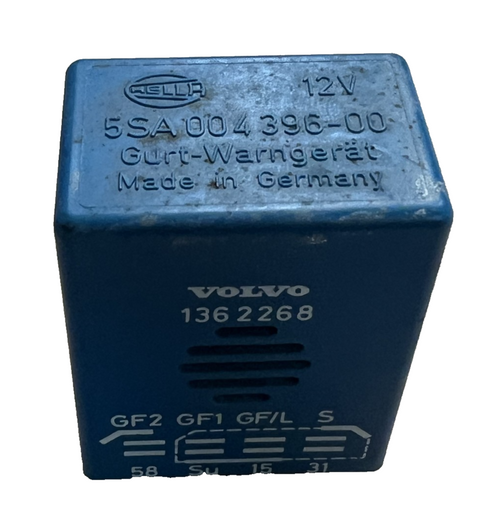 HELLA 12V
5SA 004 396-00
Gurt-Warngerät
Made in Germany
VOLVO
1362268
GF2 GF1 GF/L S
58 Su 15 31